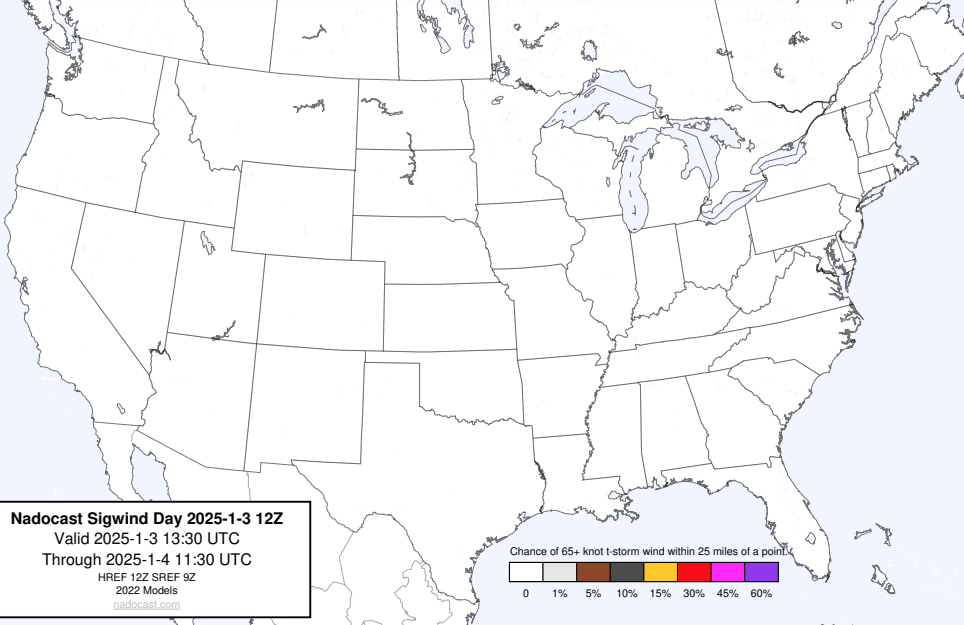 Nadocast Sigwind Day 2025-1-3 12Z
Valid 2025-1-3 13:30 UTC
Through 2025-1-4 11:30 UTC
HREF 12Z SREF 9Z
2022 Models
nadocast.com
Chance of 65+ knot t-storm wind within 25 miles of a point.
0 1% 5% 10% 15% 30% 45% 60%